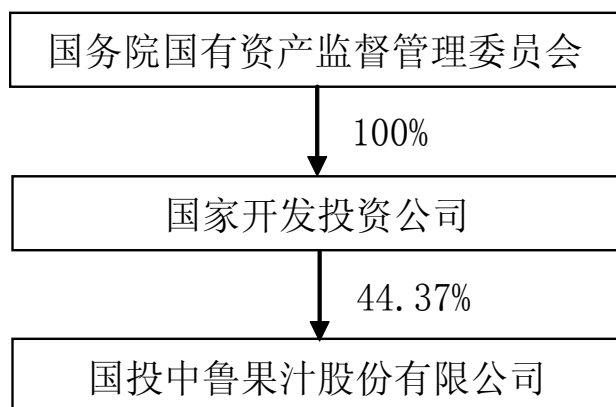 国务院国有资产监督管理委员会
100%
国家开发投资公司
44.37%
国投中鲁果汁股份有限公司